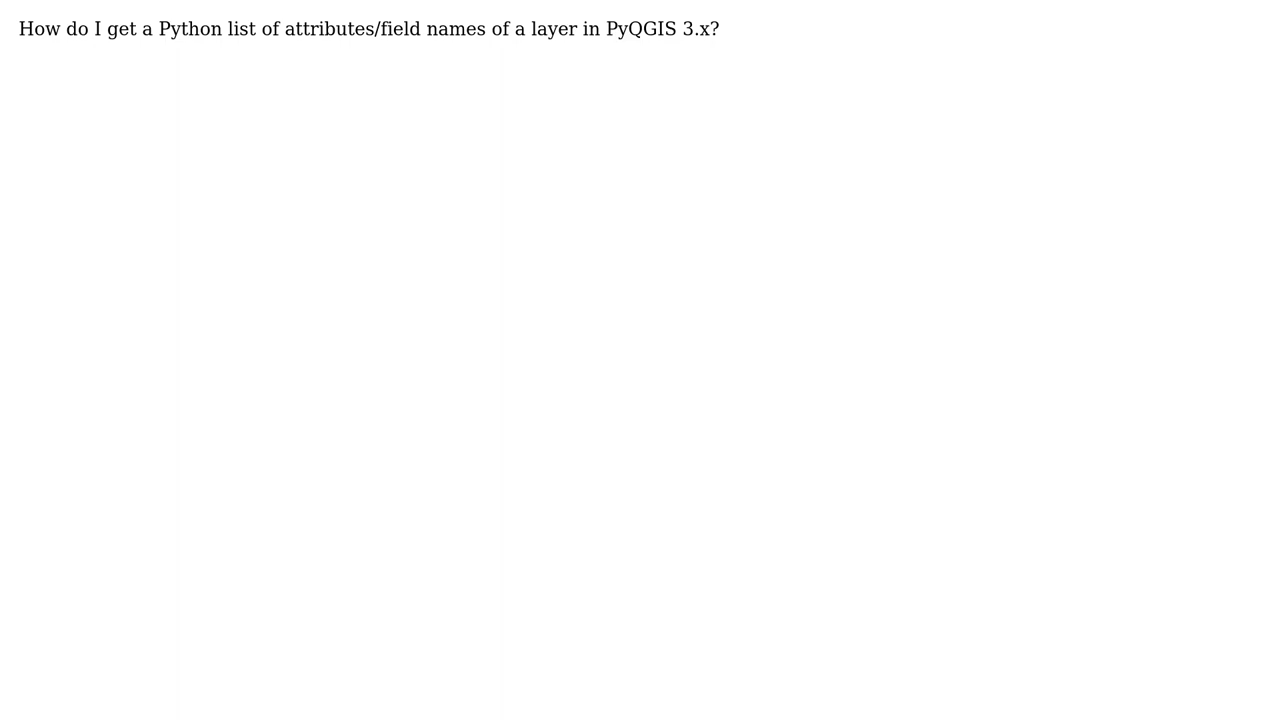 How do I get a Python list of attributes/field names of a layer in PyQGIS 3.x?